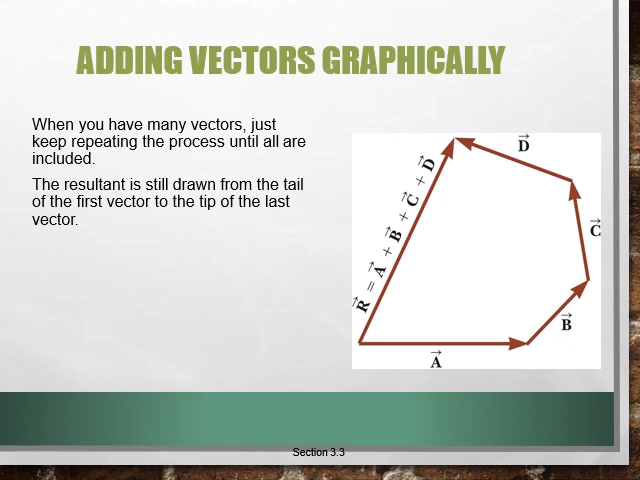 ADDING VECTORS GRAPHICALLY
When you have many vectors, just
keep repeating the process until all are
included.
The resultant is still drawn from the tail
of the first vector to the tip of the last
vector.
D⃗
R⃗ = A⃗ + B⃗ + C⃗ + D⃗
C⃗
B⃗
A⃗
Section 3.3